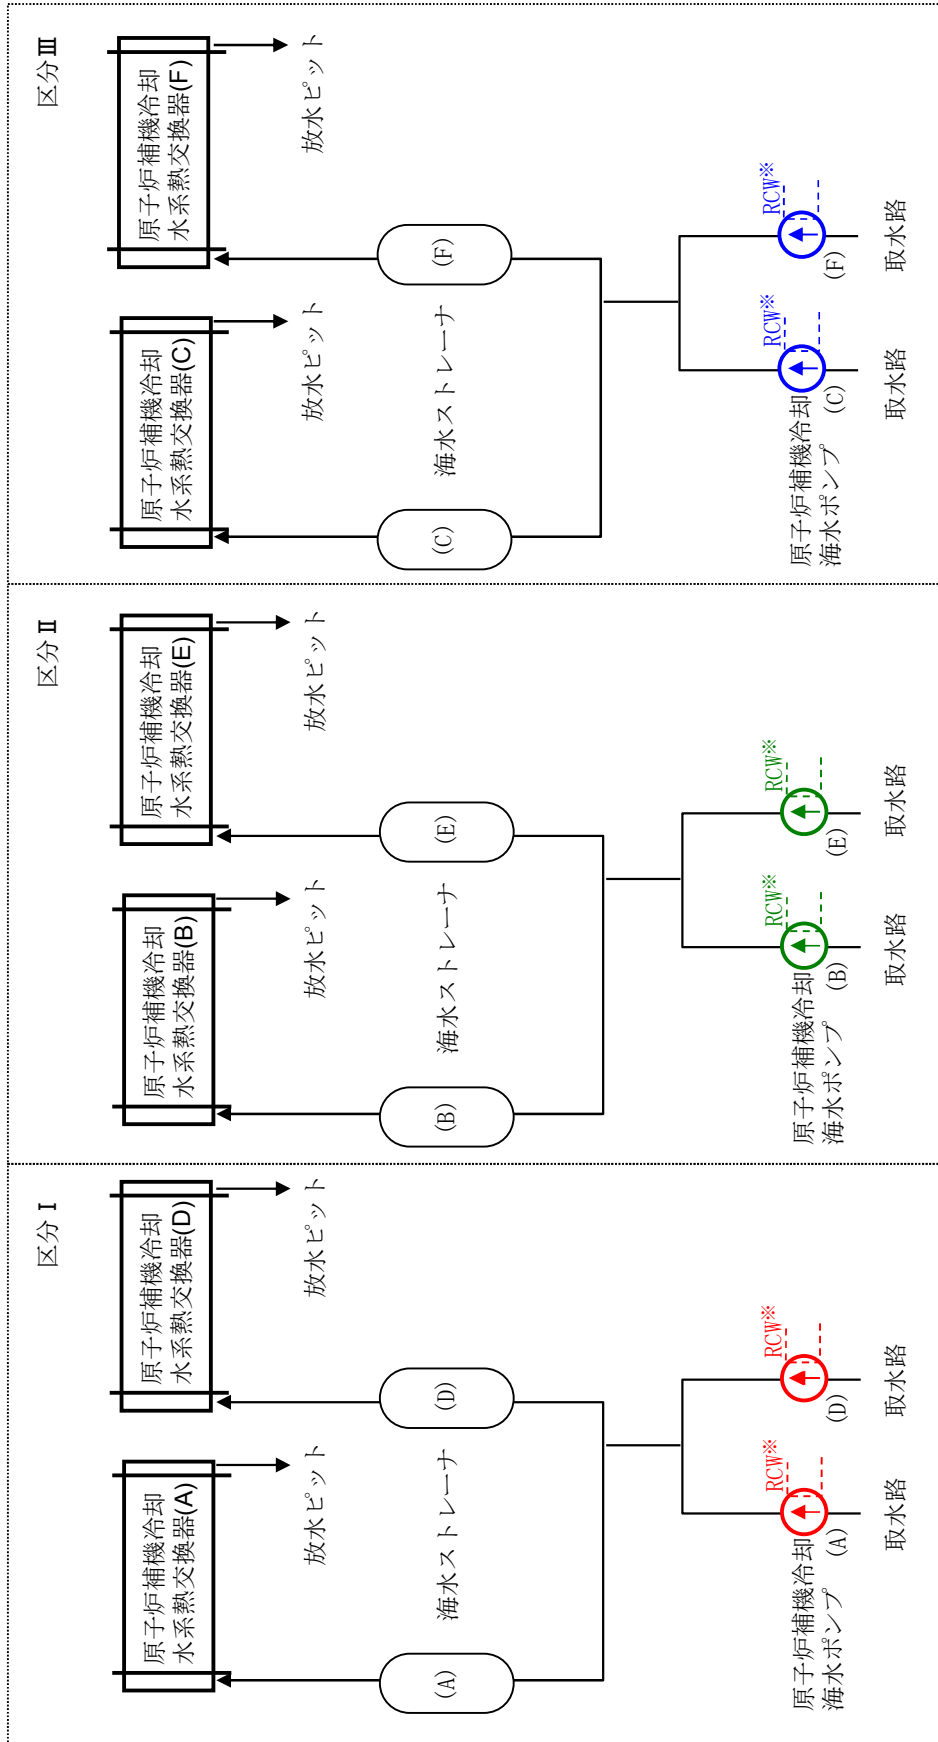 区分Ⅰ
原子炉補機冷却
水系熱交換器(A)
原子炉補機冷却
水系熱交換器(D)
放水ピット
放水ピット
(A)
海水ストレーナ
(D)
RCW※
RCW※
原子炉補機冷却
海水ポンプ
(A)
(D)
取水路
取水路
区分Ⅱ
原子炉補機冷却
水系熱交換器(B)
原子炉補機冷却
水系熱交換器(E)
放水ピット
放水ピット
(B)
海水ストレーナ
(E)
RCW※
RCW※
原子炉補機冷却
海水ポンプ
(B)
(E)
取水路
取水路
区分Ⅲ
原子炉補機冷却
水系熱交換器(C)
原子炉補機冷却
水系熱交換器(F)
放水ピット
放水ピット
(C)
海水ストレーナ
(F)
RCW※
RCW※
原子炉補機冷却
海水ポンプ
(C)
(F)
取水路
取水路